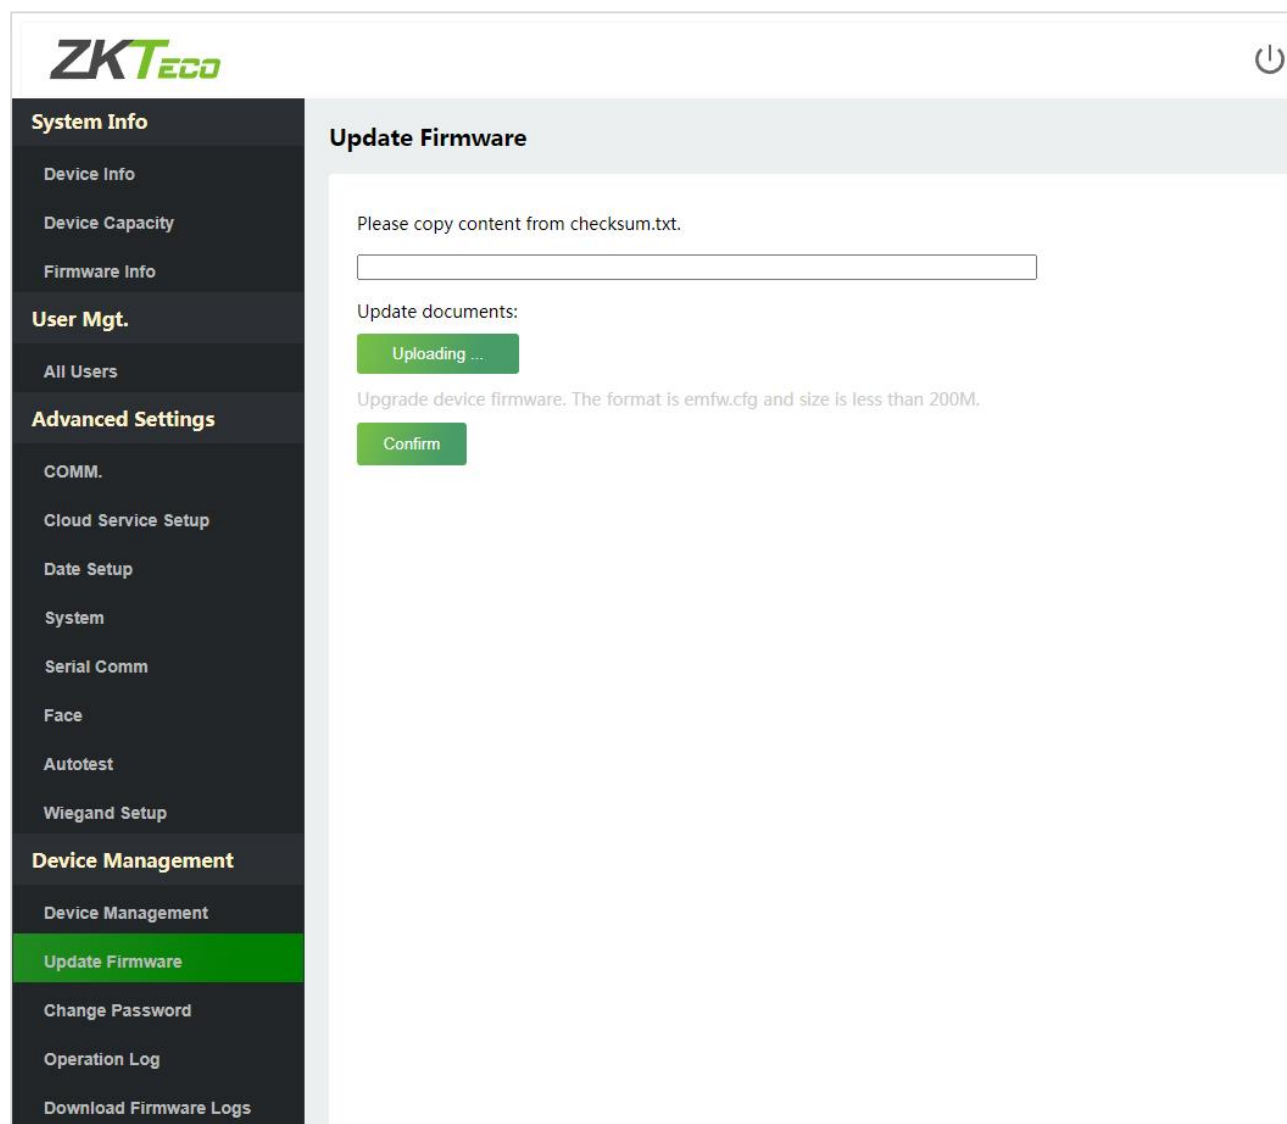 ZKTECO
System Info
Device Info
Device Capacity
Firmware Info
User Mgt.
All Users
Advanced Settings
COMM.
Cloud Service Setup
Date Setup
System
Serial Comm
Face
Autotest
Wiegand Setup
Device Management
Device Management
Update Firmware
Change Password
Operation Log
Download Firmware Logs
Update Firmware
Please copy content from checksum.txt.
Update documents:
Uploading ...
Upgrade device firmware. The format is emfw.cfg and size is less than 200M.
Confirm